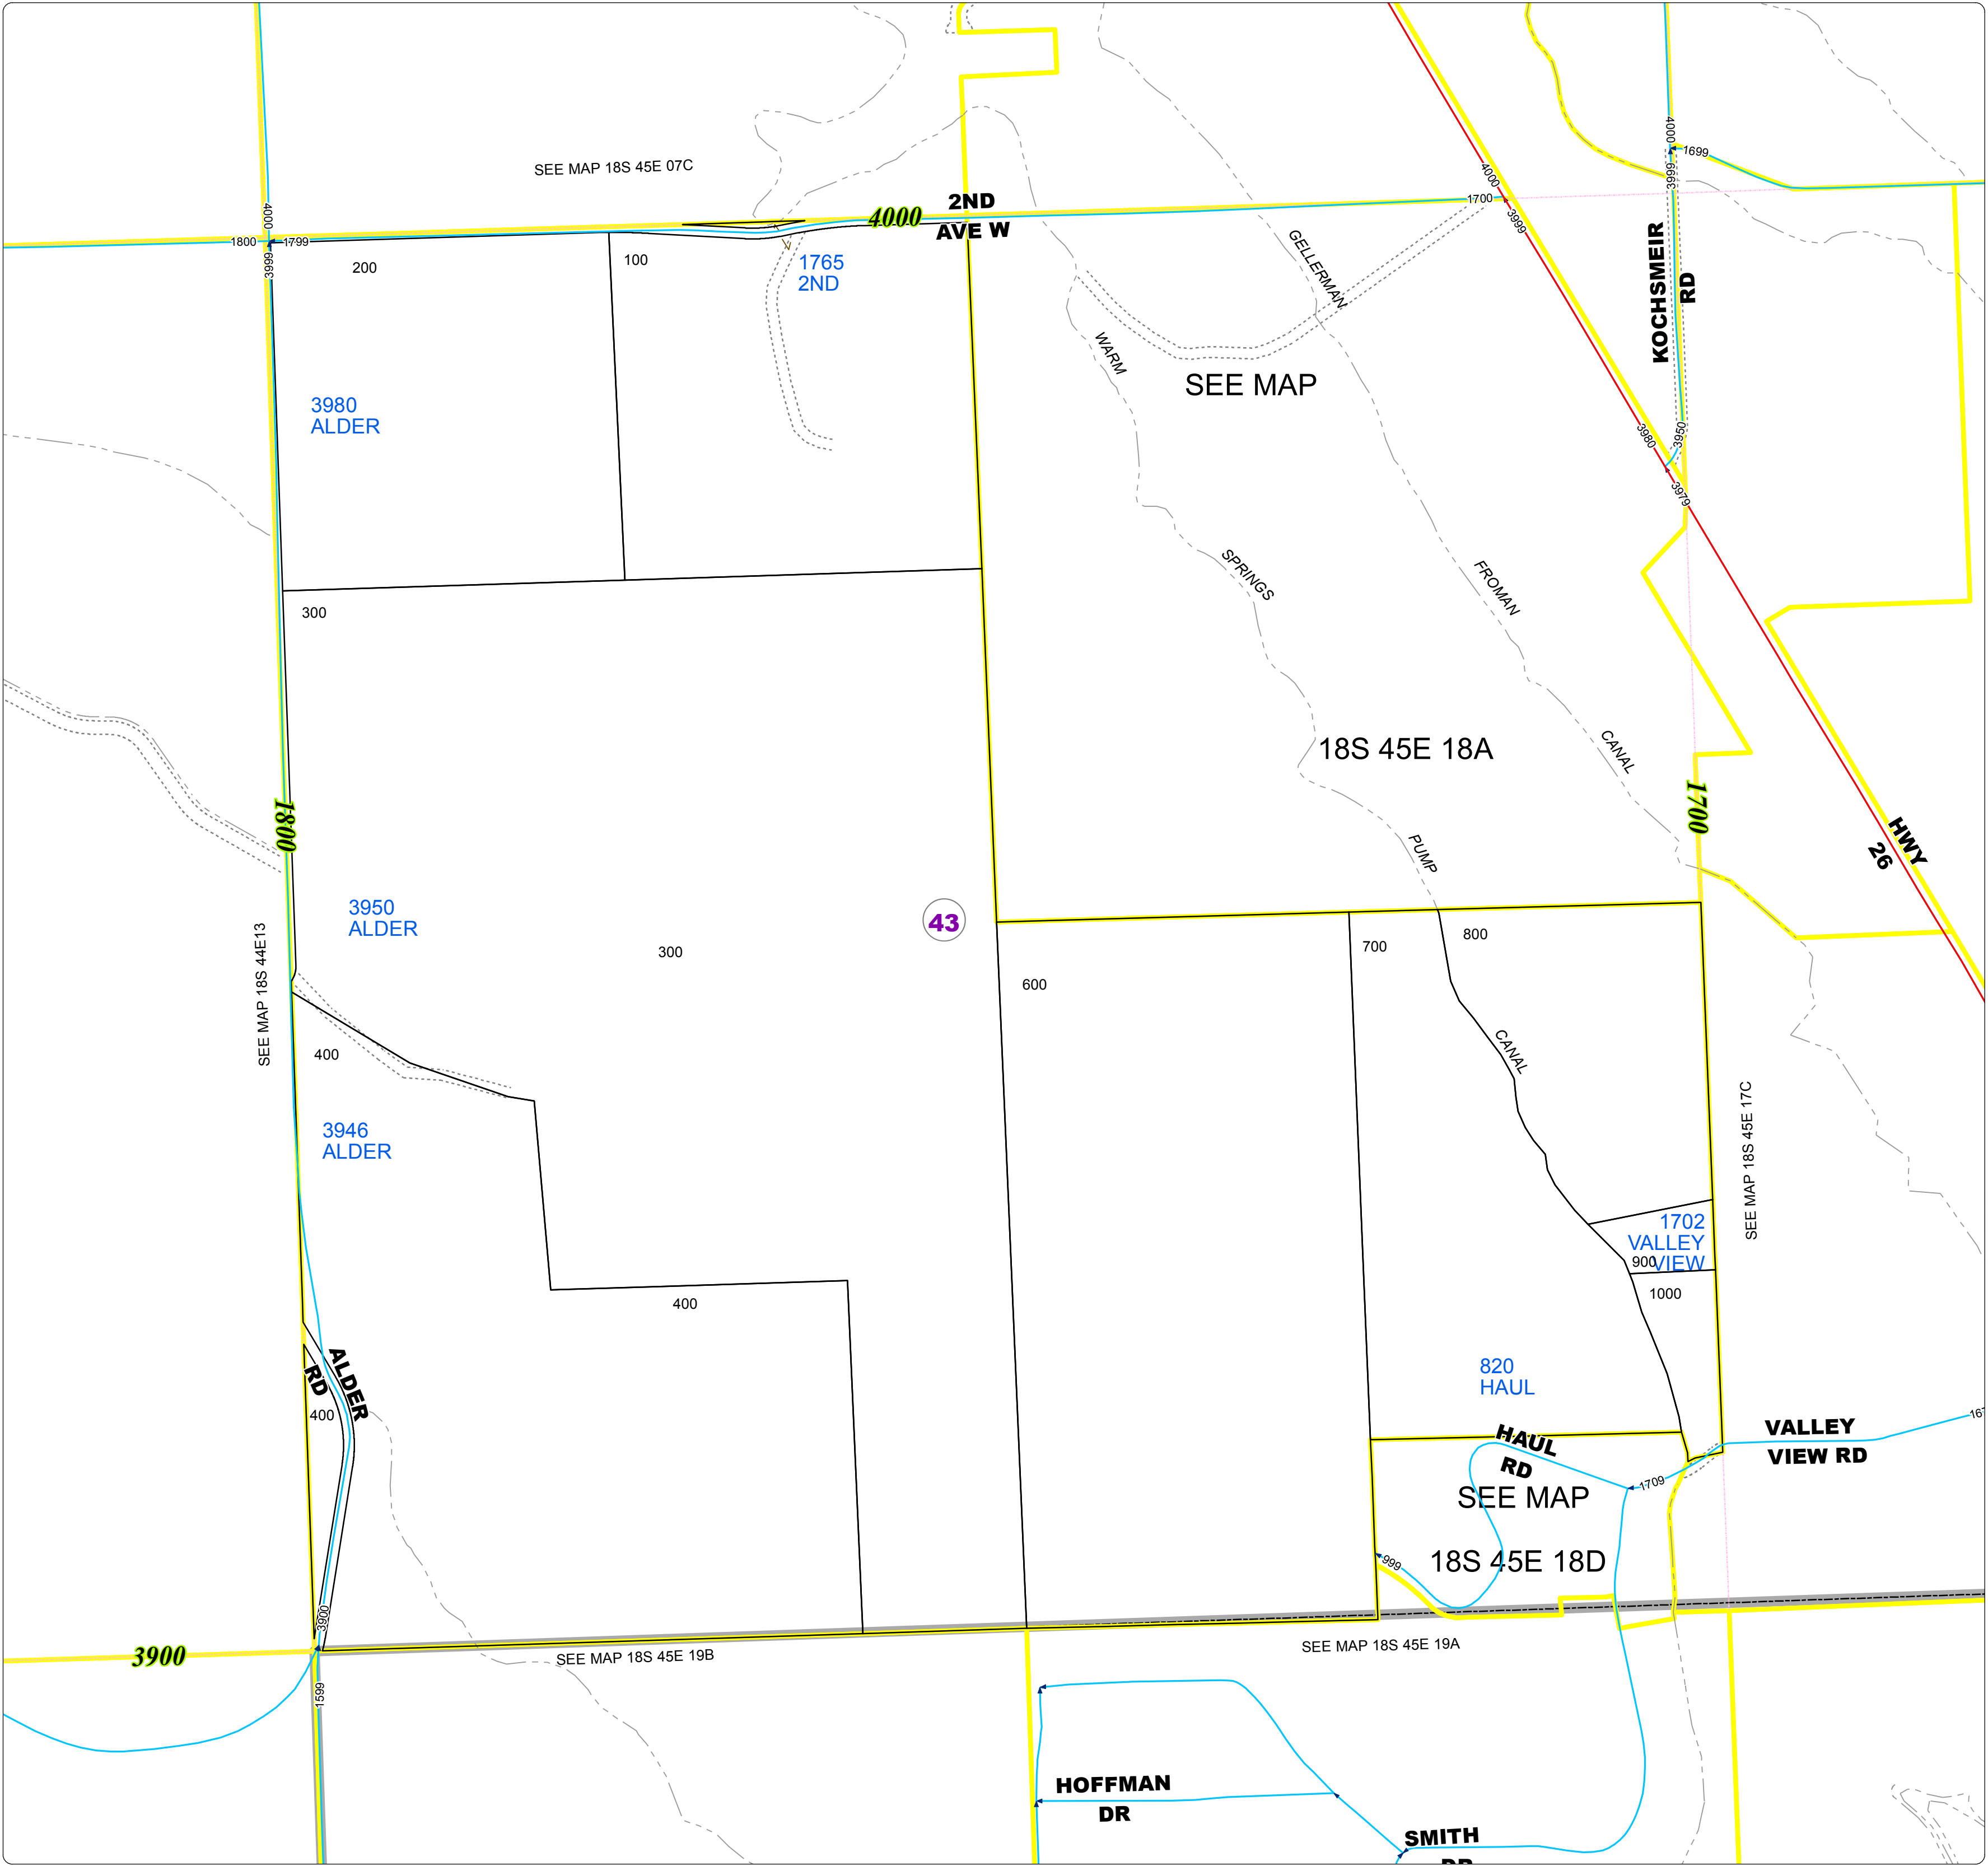 SEE MAP 18S 45E 07C
4000
3999
1800
1799
4000
2ND
AVE W
1700
4000
3999
4000
3999
1699
KOCHSMEIR
RD
3950
3980
3979
200
100
1765
2ND
3980
ALDER
GELLERMAN
FROMAN
CANAL
WARM
SPRINGS
PUMP
CANAL
SEE MAP
18S 45E 18A
300
1800
1700
HWY
26
3950
ALDER
43
300
SEE MAP 18S 44E13
600
700
800
400
3946
ALDER
SEE MAP 18S 45E 17C
1702
VALLEY
VIEW
900
1000
400
820
HAUL
ALDER
RD
400
HAUL
RD
VALLEY
VIEW RD
1709
SEE MAP
18S 45E 18D
999
3900
3900
1599
SEE MAP 18S 45E 19B
SEE MAP 18S 45E 19A
HOFFMAN
DR
SMITH